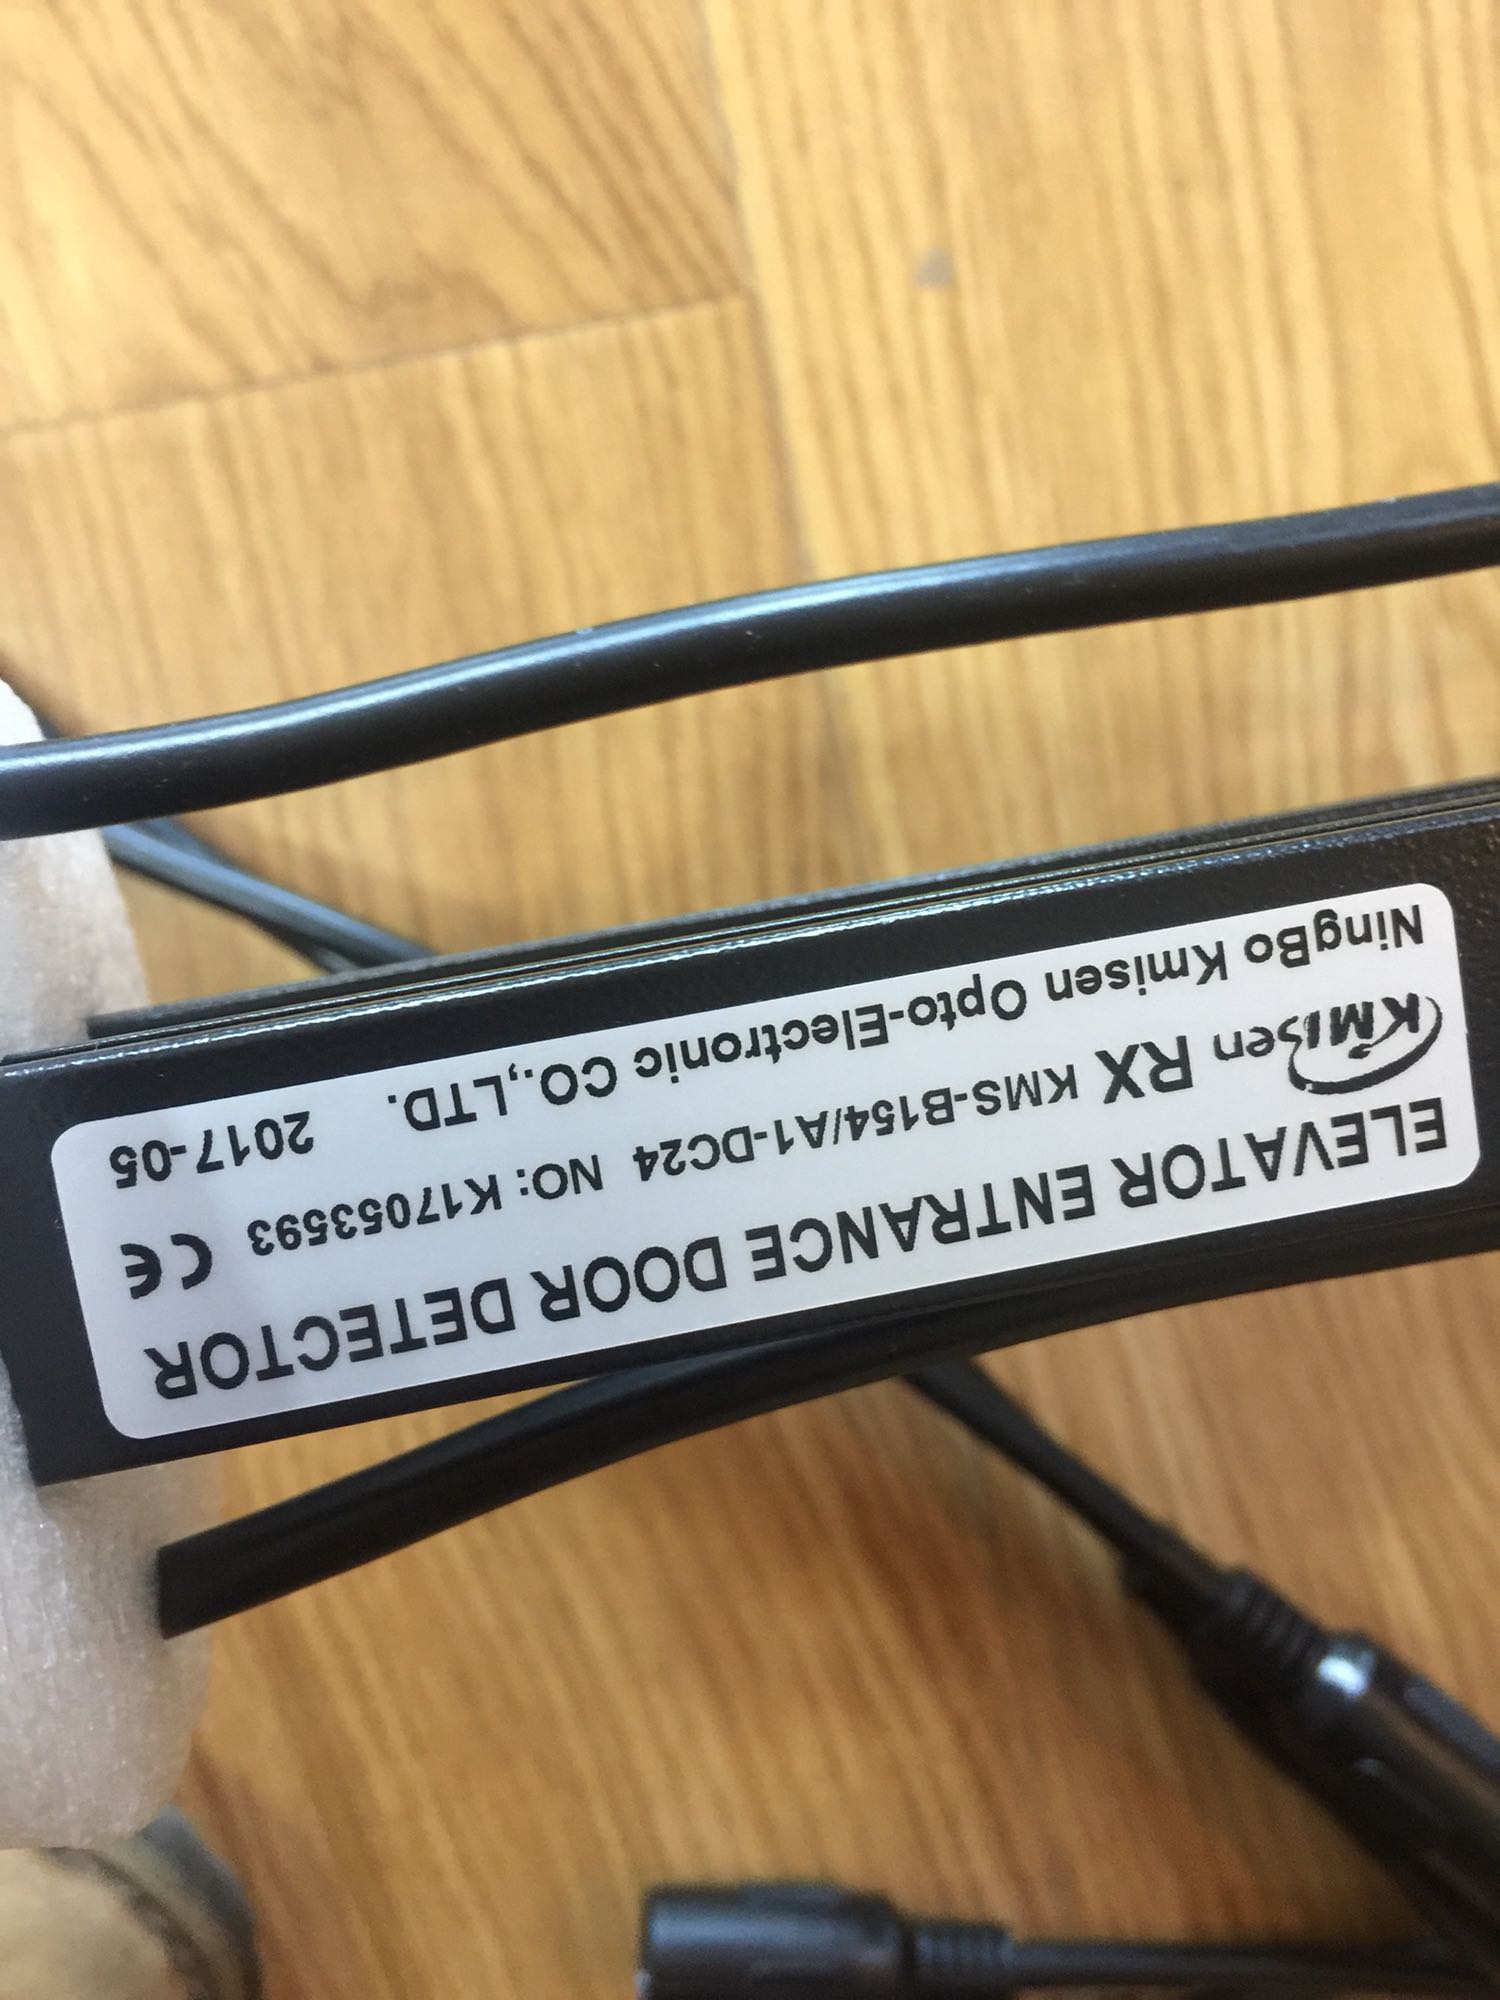 ELEVATOR ENTRANCE DOOR DETECTOR
KMISen RX KMS-B154/A1-DC24 NO: K17053593 CE
NingBo Kmisen Opto-Electronic CO.,LTD. 2017-05